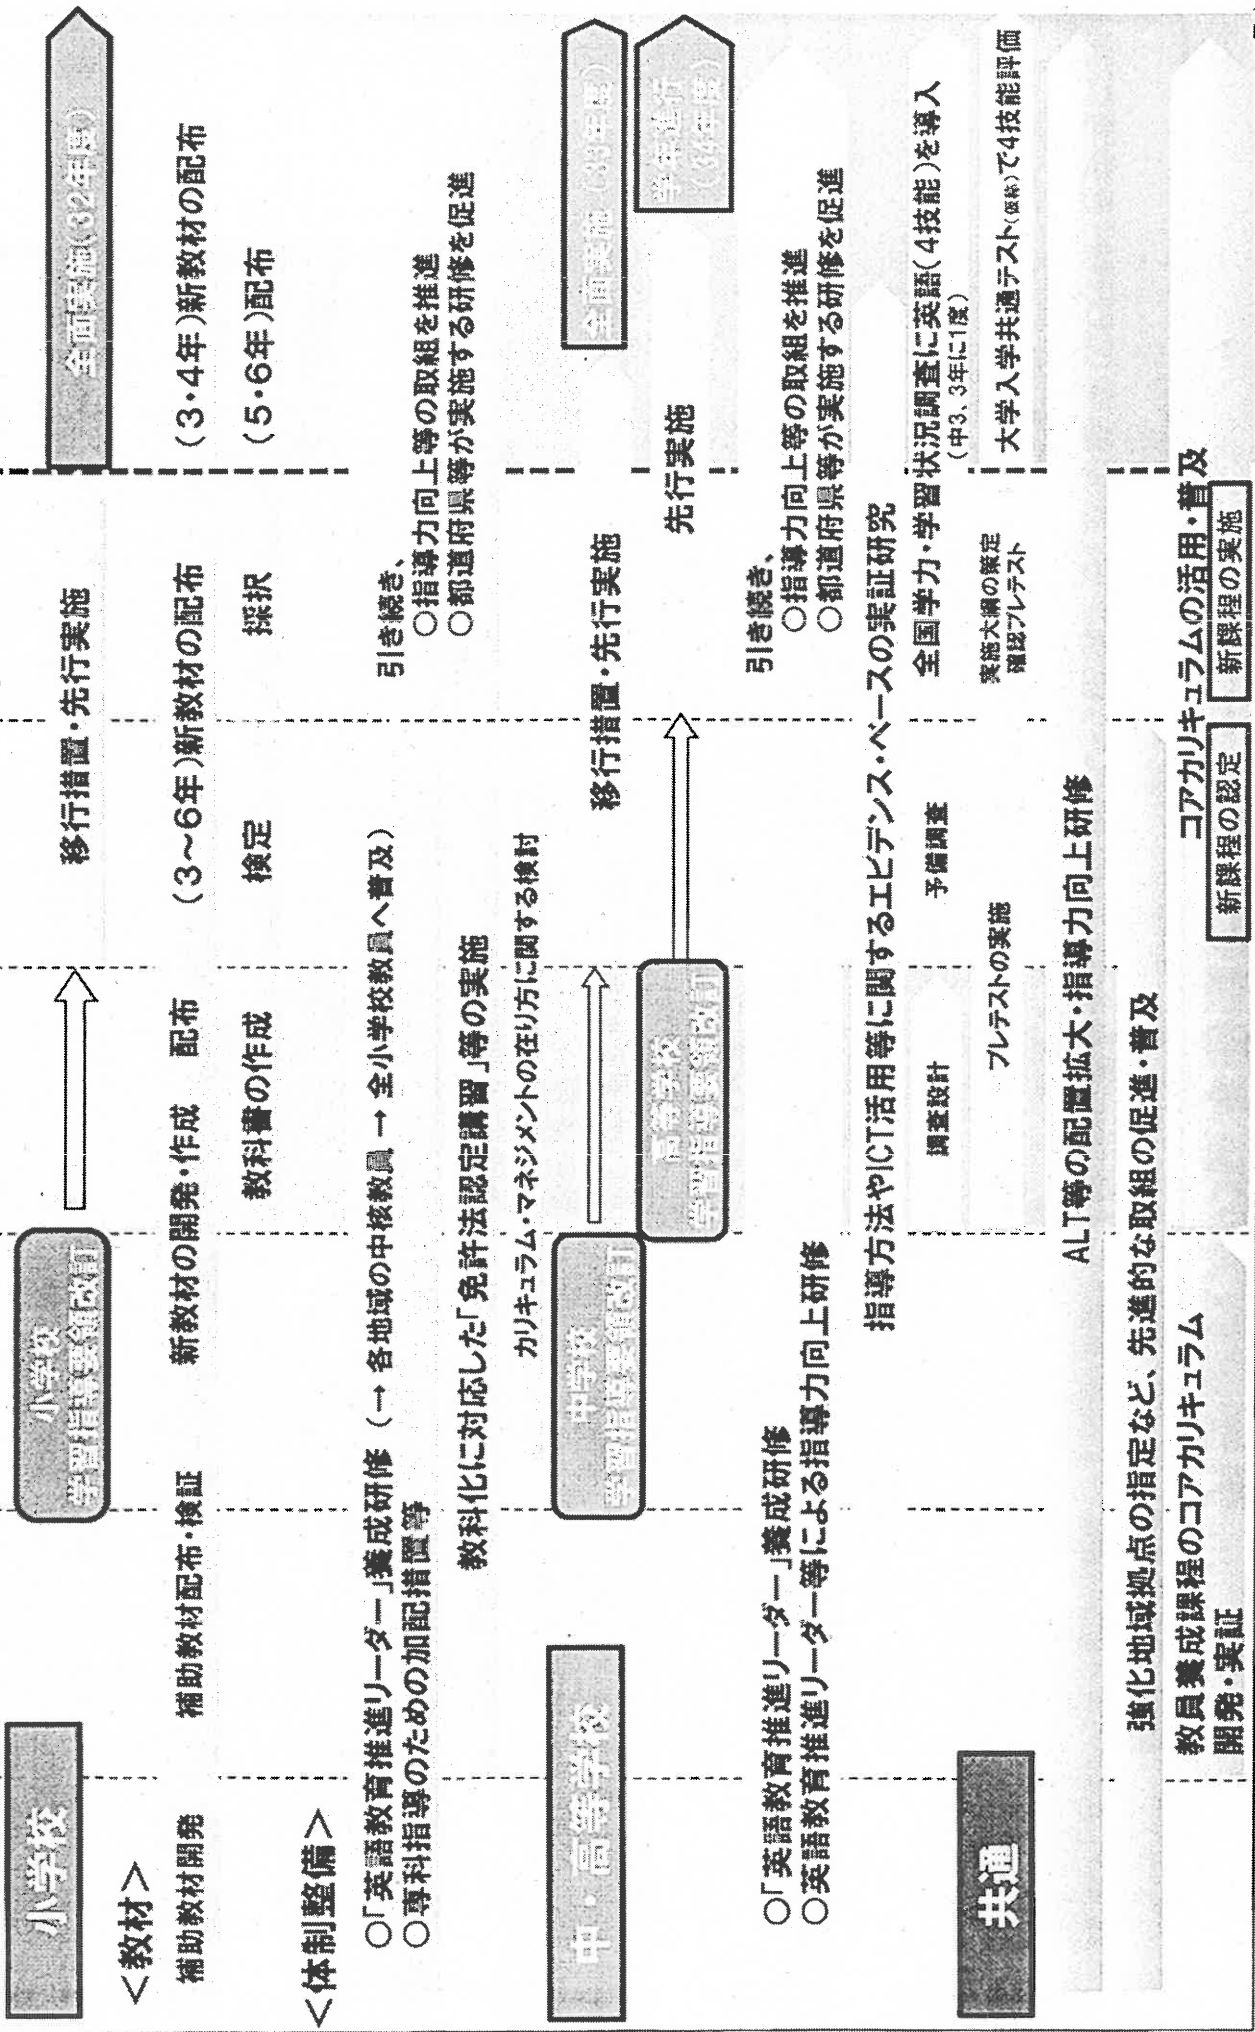 小学校
小学校
学習指導要領改訂
移行措置・先行実施
全面実施(32年度)
<教材>
補助教材開発
補助教材配布・検証
新教材の開発・作成
配布
(3~6年)新教材の配布
(3・4年)新教材の配布
教科書の作成
検定
採択
(5・6年)配布
<体制整備>
○「英語教育推進リーダー」養成研修 (→ 各地域の中核教員 → 全小学校教員へ普及)
○専科指導のための加配措置等
引き続き、
○指導力向上等の取組を推進
○都道府県等が実施する研修を促進
教科化に対応した「免許法認定講習」等の実施
カリキュラム・マネジメントの在り方に関する検討
中・高等学校
中学校
学習指導要領改訂
移行措置・先行実施
全面実施(33年度)
高等学校
学習指導要領改訂
先行実施
学年進行
(34年度)
○「英語教育推進リーダー」養成研修
○英語教育推進リーダー等による指導力向上研修
引き続き、
○指導力向上等の取組を推進
○都道府県等が実施する研修を促進
指導方法やICT活用等に関するエビデンス・ベースの実証研究
調査設計
予備調査
全国学力・学習状況調査に英語(4技能)を導入
(中3、3年に1度)
プレテストの実施
実施大綱の策定
確認プレテスト
大学入学共通テスト(仮称)で4技能評価
共通
ALT等の配置拡大・指導力向上研修
強化地域拠点の指定など、先進的な取組の促進・普及
教員養成課程のコアカリキュラム
開発・実証
コアカリキュラムの活用・普及
新課程の認定
新課程の実施